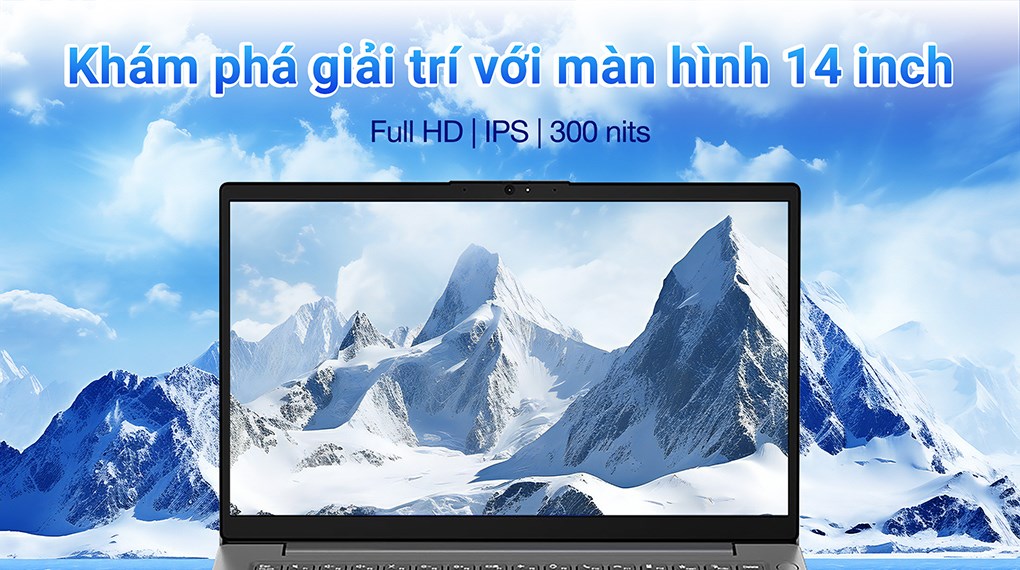 Khám phá giải trí với màn hình 14 inch
Full HD | IPS | 300 nits